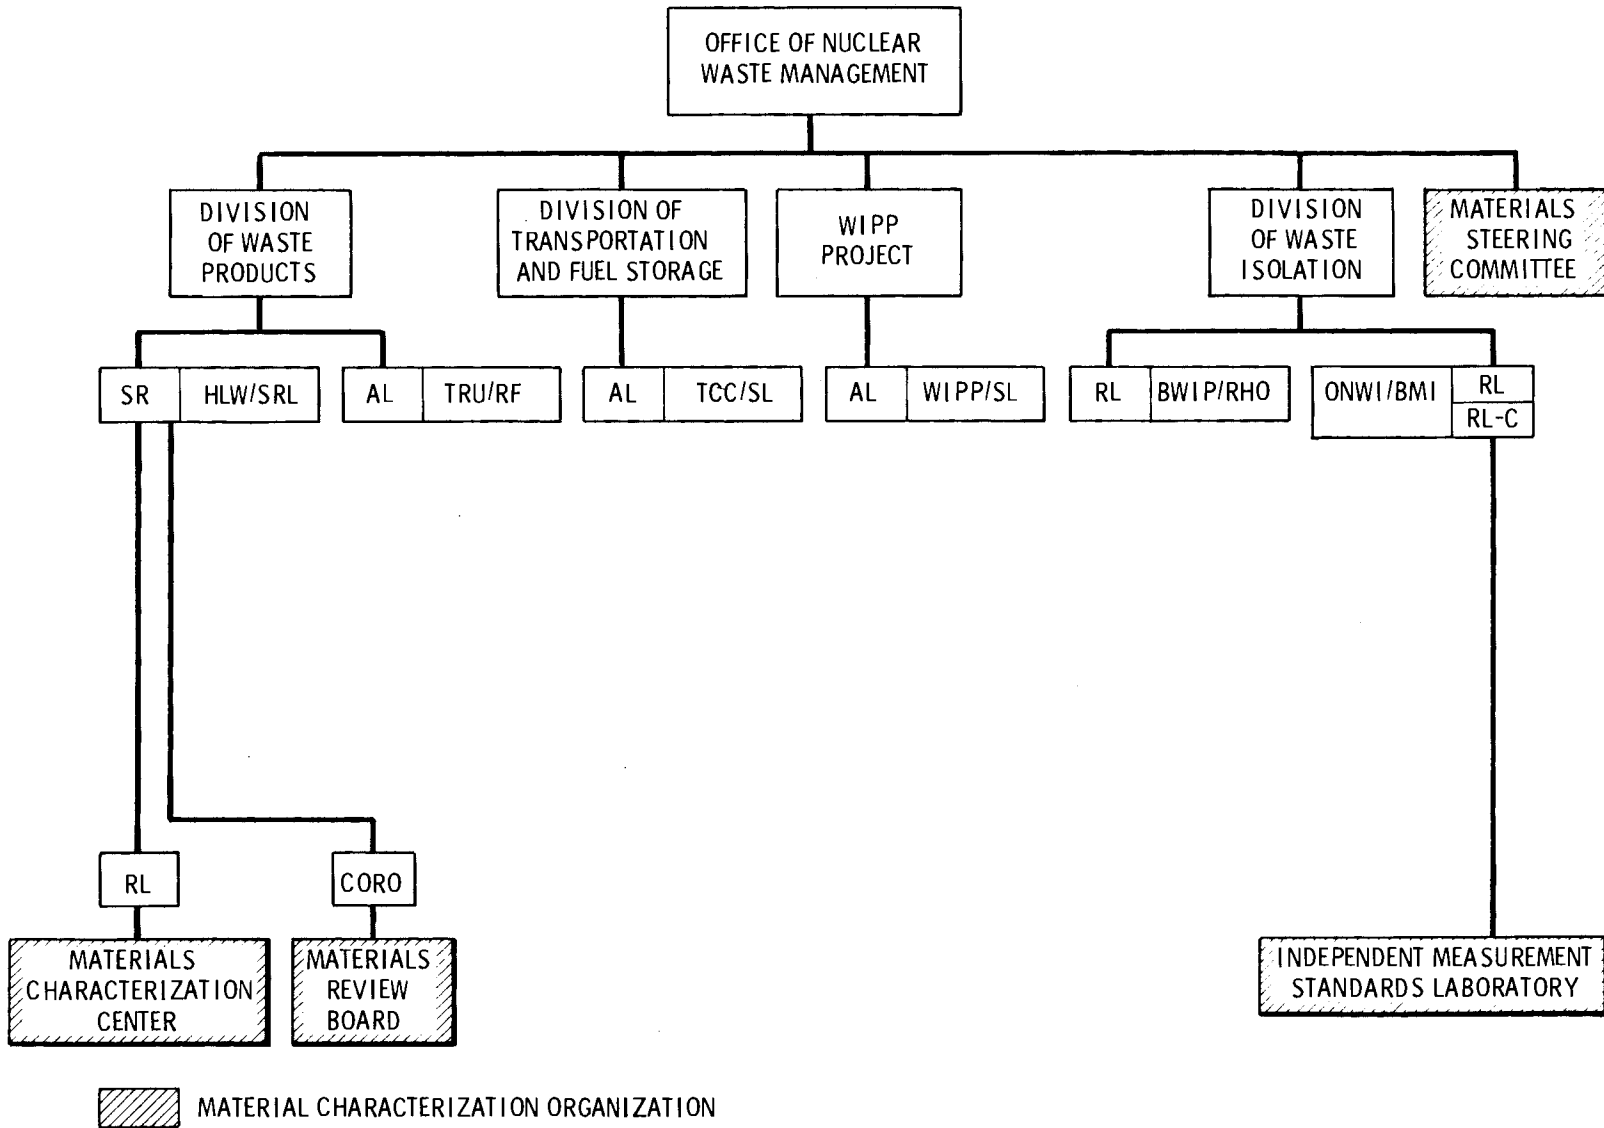 OFFICE OF NUCLEAR
WASTE MANAGEMENT
DIVISION
OF WASTE
PRODUCTS
DIVISION OF
TRANSPORTATION
AND FUEL STORAGE
WIPP
PROJECT
DIVISION
OF WASTE
ISOLATION
MATERIALS
STEERING
COMMITTEE
SR
HLW/SRL
AL
TRU/RF
AL
TCC/SL
AL
WIPP/SL
RL
BWIP/RHO
ONWI/BMI
RL
RL-C
RL
CORO
MATERIALS
CHARACTERIZATION
CENTER
MATERIALS
REVIEW
BOARD
INDEPENDENT MEASUREMENT
STANDARDS LABORATORY
MATERIAL CHARACTERIZATION ORGANIZATION